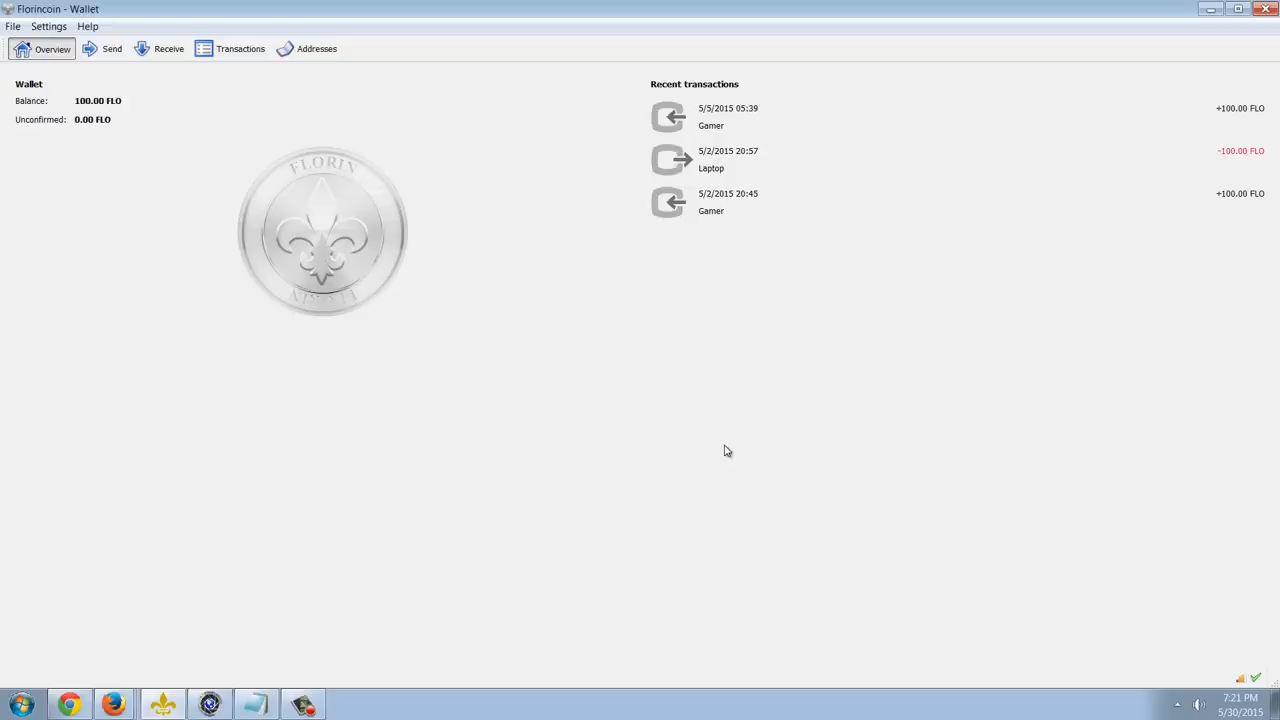 Florincoin - Wallet
File Settings Help
Overview Send Receive Transactions Addresses
Wallet
Balance: 100.00 FLO
Unconfirmed: 0.00 FLO
FLORIN
FLORIN
Recent transactions
5/5/2015 05:39 +100.00 FLO
Gamer
5/2/2015 20:57 -100.00 FLO
Laptop
5/2/2015 20:45 +100.00 FLO
Gamer
7:21 PM
5/30/2015